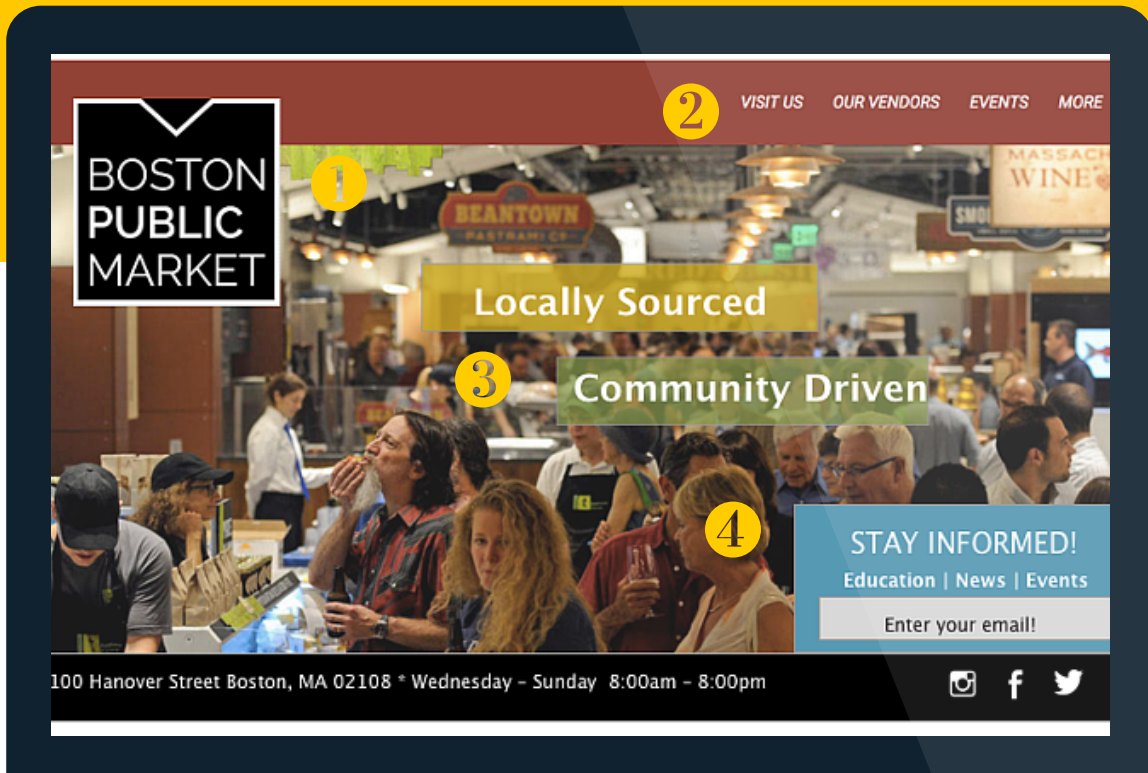 2
VISIT US OUR VENDORS EVENTS MORE
BOSTON
PUBLIC
MARKET
1
MASSACH
WINE
BEANTOWN
PASTRAMI CO
SMO
Locally Sourced
3
Community Driven
4
STAY INFORMED!
Education | News | Events
Enter your email!
100 Hanover Street Boston, MA 02108 * Wednesday – Sunday 8:00am – 8:00pm